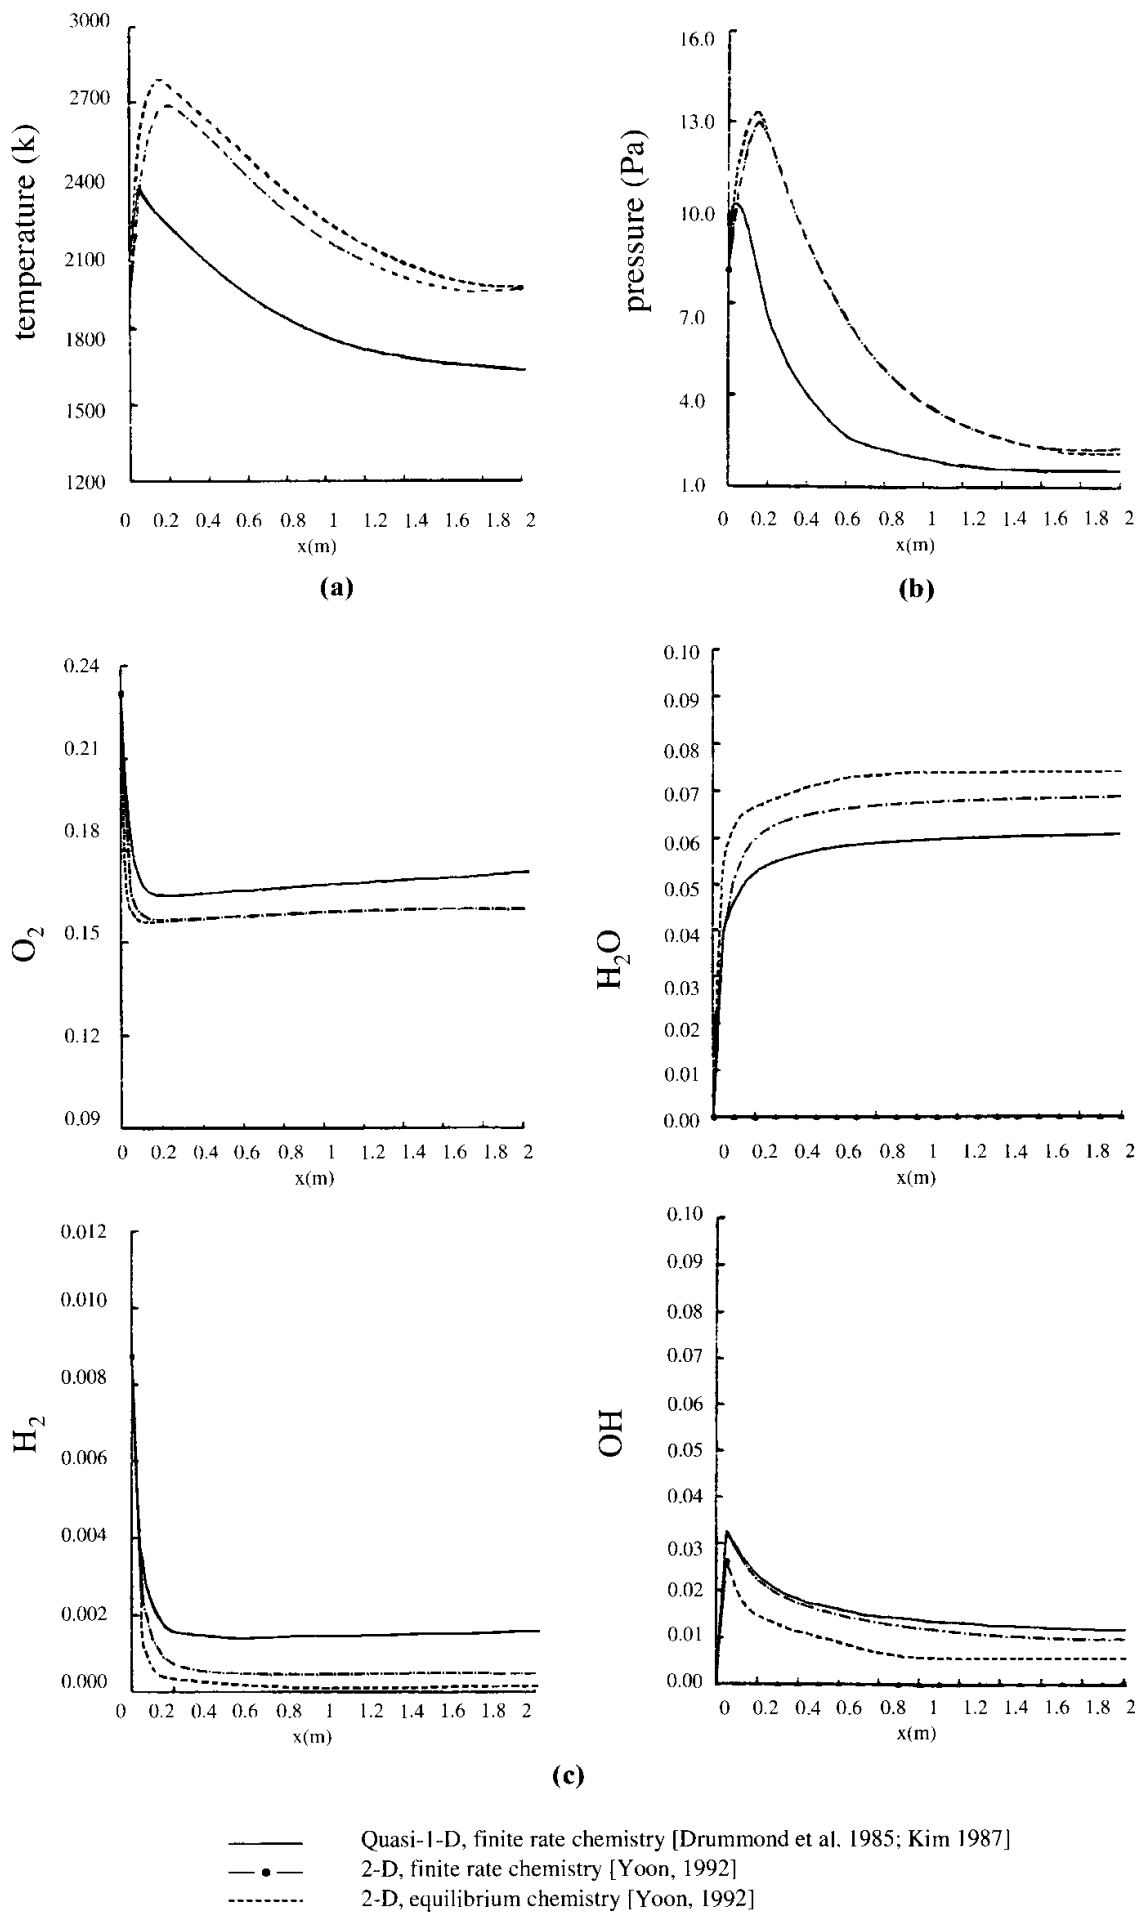 3000
2700
2400
2100
1800
1500
1200
temperature (k)
0 0.2 0.4 0.6 0.8 1 1.2 1.4 1.6 1.8 2
x(m)
(a)
16.0
13.0
10.0
7.0
4.0
1.0
pressure (Pa)
0 0.2 0.4 0.6 0.8 1 1.2 1.4 1.6 1.8 2
x(m)
(b)
0.24
0.21
0.18
0.15
0.12
0.09
O2
0 0.2 0.4 0.6 0.8 1 1.2 1.4 1.6 1.8 2
x(m)
0.10
0.09
0.08
0.07
0.06
0.05
0.04
0.03
0.02
0.01
0.00
H2O
0 0.2 0.4 0.6 0.8 1 1.2 1.4 1.6 1.8 2
x(m)
0.012
0.010
0.008
0.006
0.004
0.002
0.000
H2
0 0.2 0.4 0.6 0.8 1 1.2 1.4 1.6 1.8 2
x(m)
0.10
0.09
0.08
0.07
0.06
0.05
0.04
0.03
0.02
0.01
0.00
OH
0 0.2 0.4 0.6 0.8 1 1.2 1.4 1.6 1.8 2
x(m)
(c)
Quasi-1-D, finite rate chemistry [Drummond et al. 1985; Kim 1987]
2-D, finite rate chemistry [Yoon, 1992]
2-D, equilibrium chemistry [Yoon, 1992]